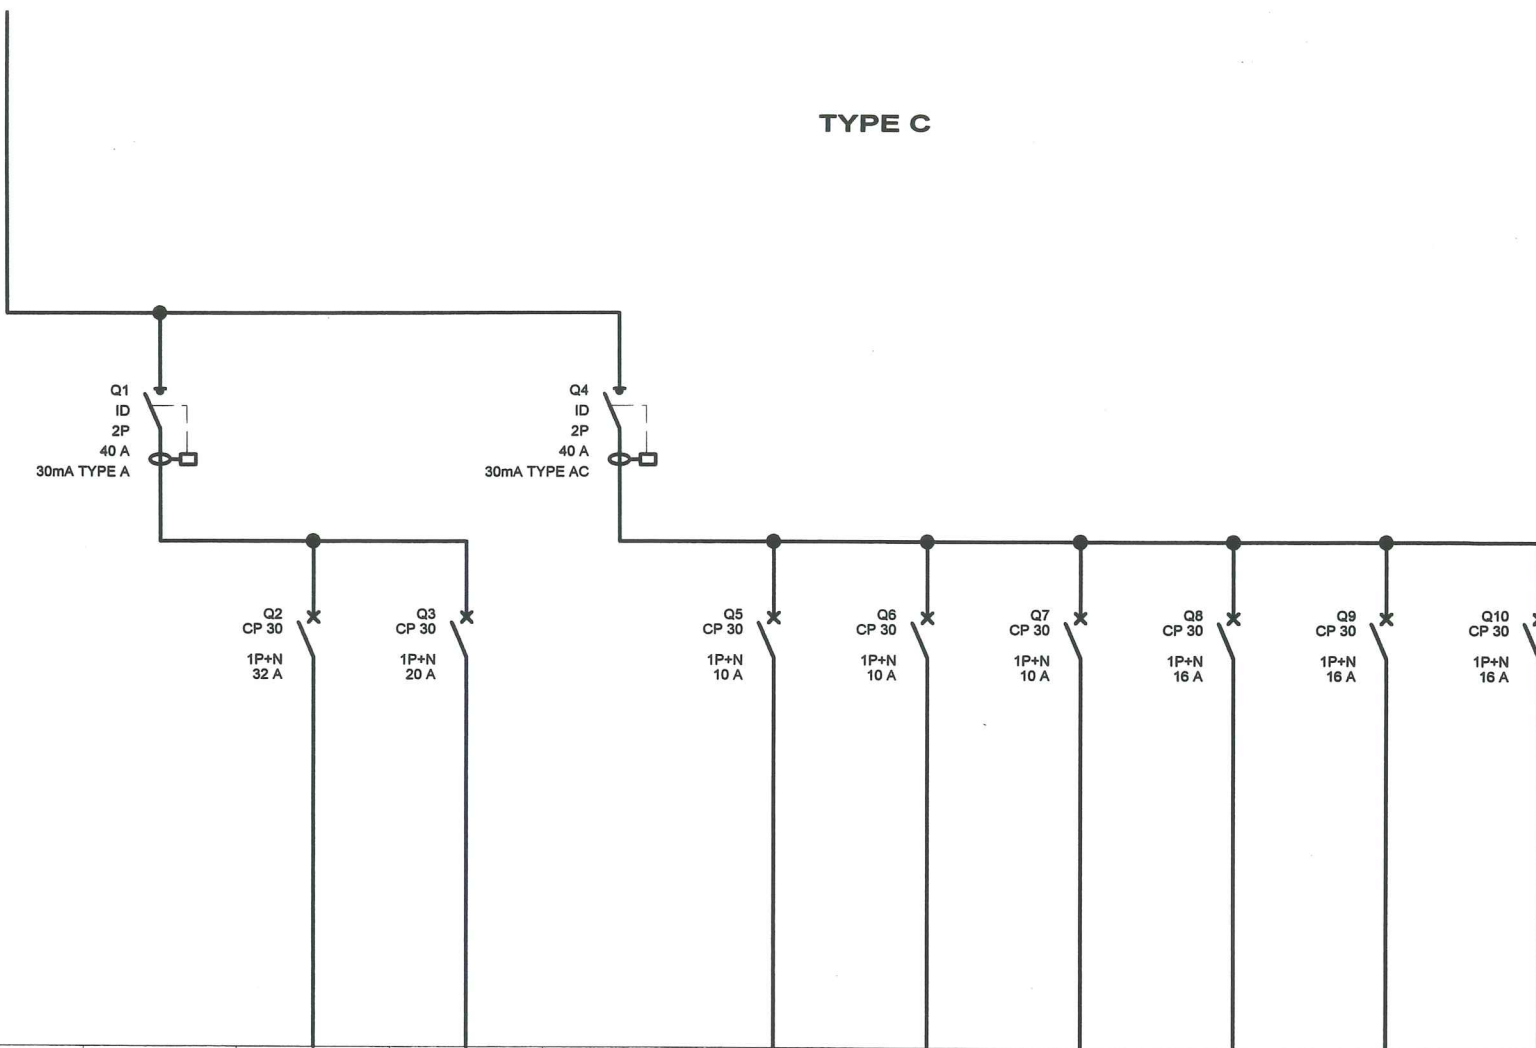 TYPE C
Q1
ID
2P
40 A
30mA TYPE A
Q4
ID
2P
40 A
30mA TYPE AC
Q2
CP 30
1P+N
32 A
Q3
CP 30
1P+N
20 A
Q5
CP 30
1P+N
10 A
Q6
CP 30
1P+N
10 A
Q7
CP 30
1P+N
10 A
Q8
CP 30
1P+N
16 A
Q9
CP 30
1P+N
16 A
Q10
CP 30
1P+N
16 A